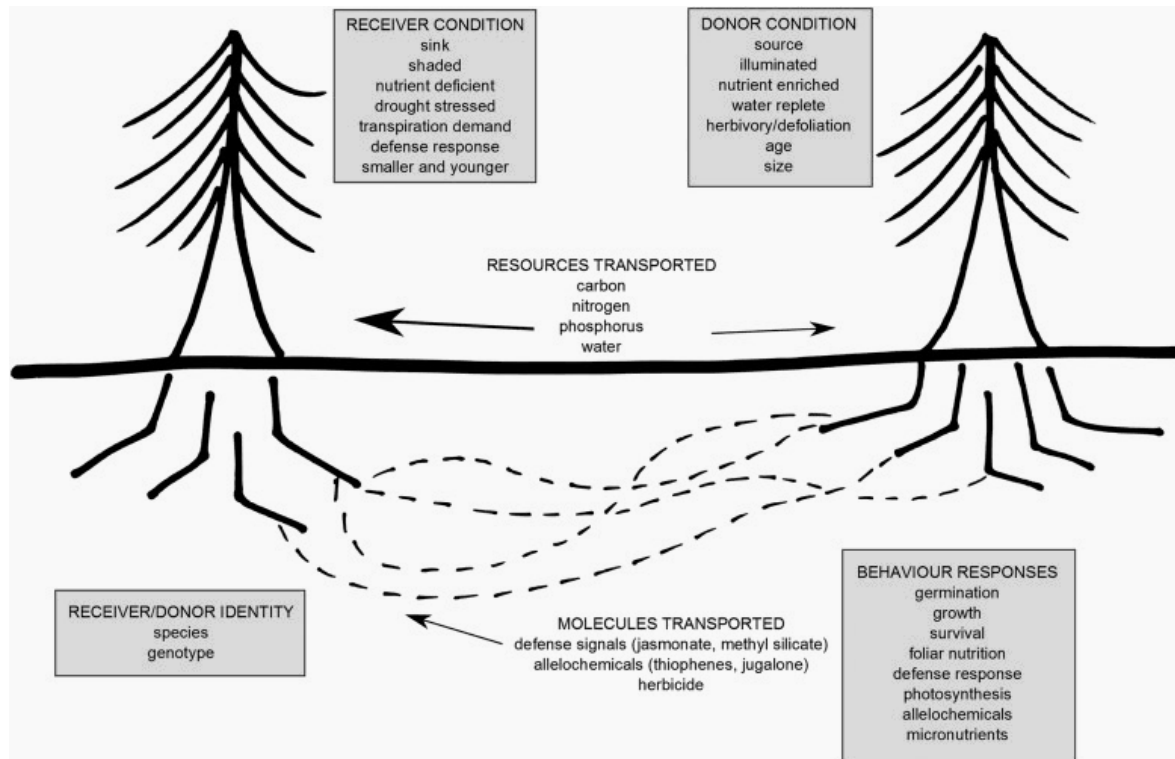 RECEIVER CONDITION
sink
shaded
nutrient deficient
drought stressed
transpiration demand
defense response
smaller and younger
DONOR CONDITION
source
illuminated
nutrient enriched
water replete
herbivory/defoliation
age
size
RESOURCES TRANSPORTED
carbon
nitrogen
phosphorus
water
RECEIVER/DONOR IDENTITY
species
genotype
MOLECULES TRANSPORTED
defense signals (jasmonate, methyl silicate)
allelochemicals (thiophenes, jugalone)
herbicide
BEHAVIOUR RESPONSES
germination
growth
survival
foliar nutrition
defense response
photosynthesis
allelochemicals
micronutrients